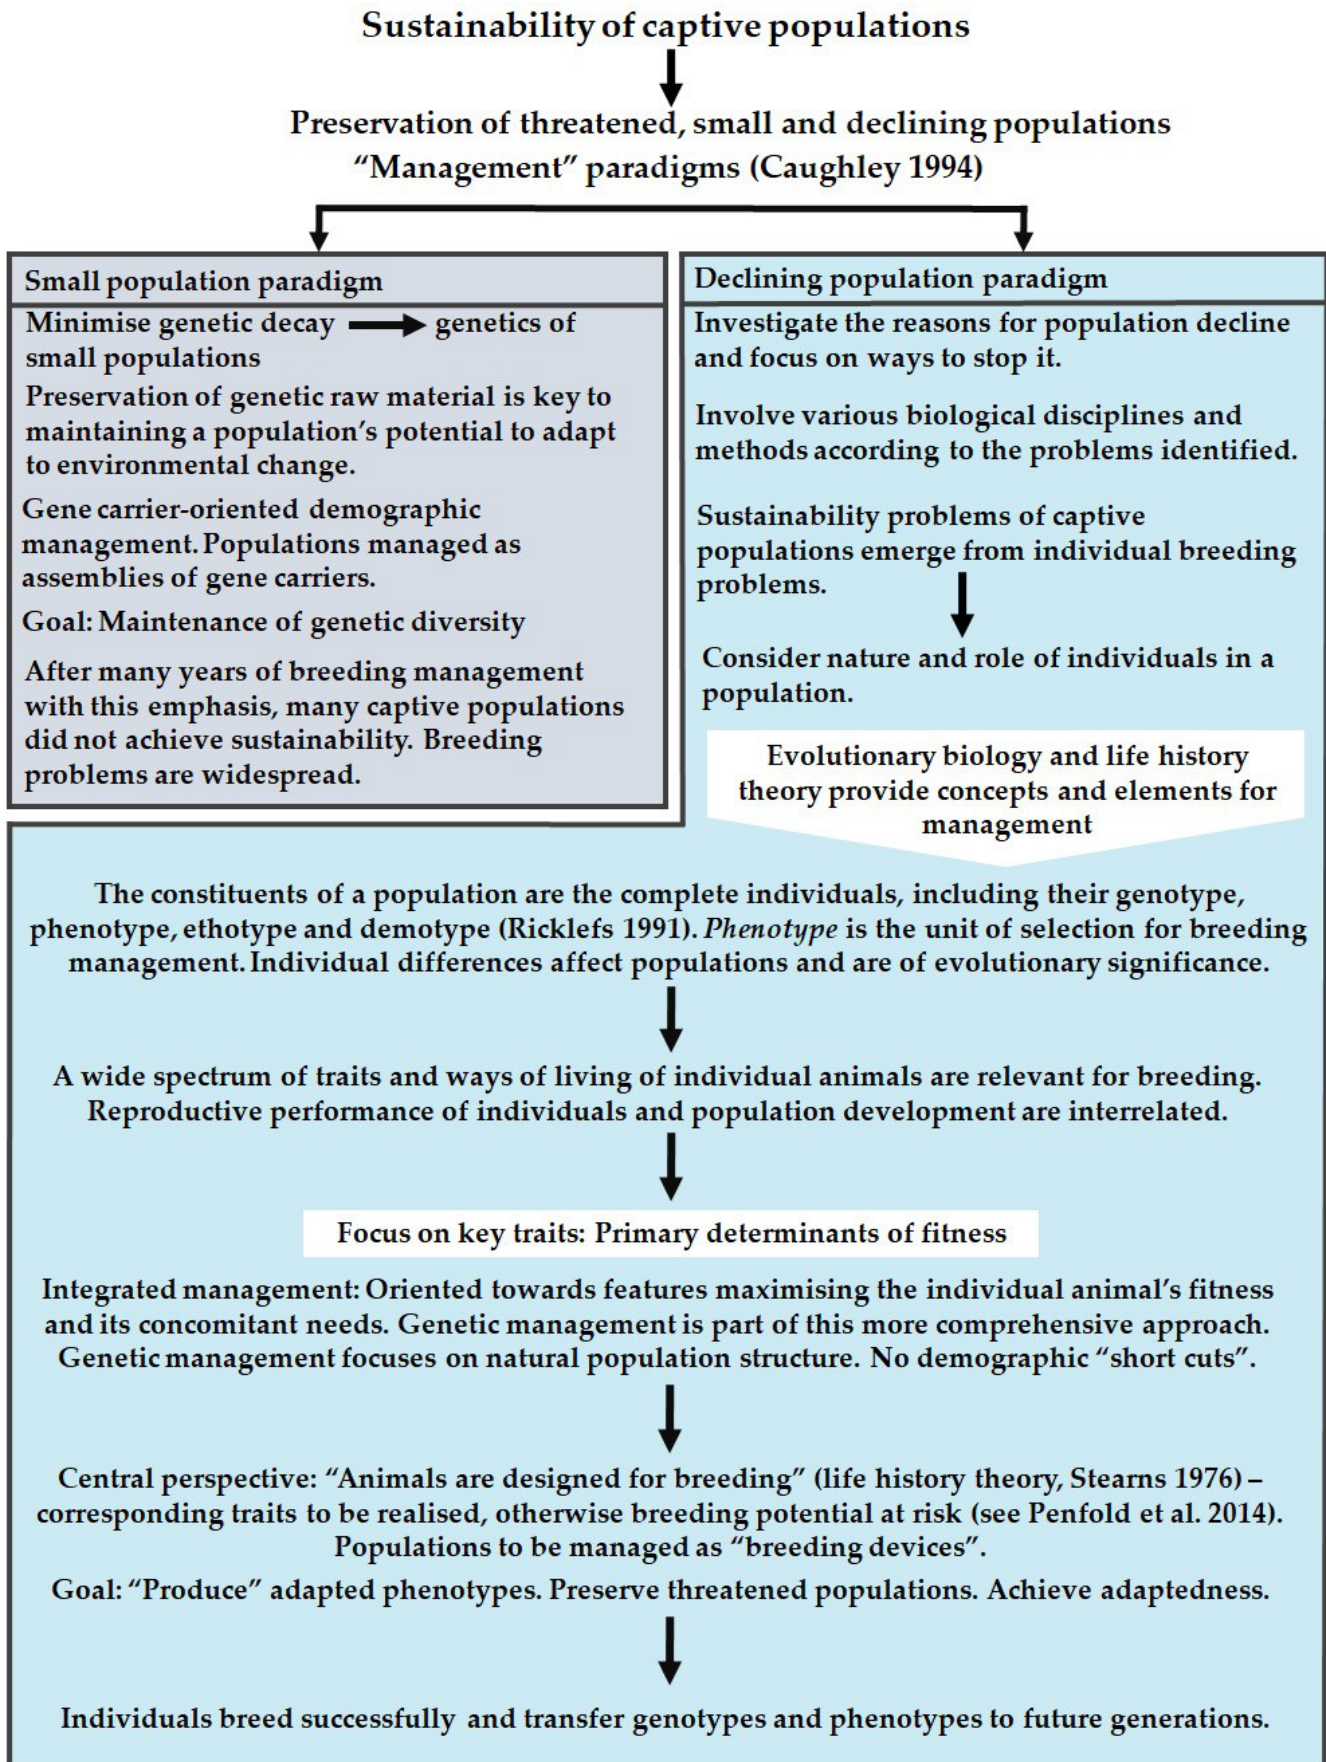 Sustainability of captive populations
Preservation of threatened, small and declining populations
“Management” paradigms (Caughley 1994)
Small population paradigm
Minimise genetic decay genetics of
small populations
Preservation of genetic raw material is key to
maintaining a population’s potential to adapt
to environmental change.
Gene carrier-oriented demographic
management. Populations managed as
assemblies of gene carriers.
Goal: Maintenance of genetic diversity
After many years of breeding management
with this emphasis, many captive populations
did not achieve sustainability. Breeding
problems are widespread.
Declining population paradigm
Investigate the reasons for population decline
and focus on ways to stop it.
Involve various biological disciplines and
methods according to the problems identified.
Sustainability problems of captive
populations emerge from individual breeding
problems.
Consider nature and role of individuals in a
population.
Evolutionary biology and life history
theory provide concepts and elements for
management
The constituents of a population are the complete individuals, including their genotype,
phenotype, ethotype and demotype (Ricklefs 1991). Phenotype is the unit of selection for breeding
management. Individual differences affect populations and are of evolutionary significance.
A wide spectrum of traits and ways of living of individual animals are relevant for breeding.
Reproductive performance of individuals and population development are interrelated.
Focus on key traits: Primary determinants of fitness
Integrated management: Oriented towards features maximising the individual animal’s fitness
and its concomitant needs. Genetic management is part of this more comprehensive approach.
Genetic management focuses on natural population structure. No demographic “short cuts”.
Central perspective: “Animals are designed for breeding” (life history theory, Stearns 1976) –
corresponding traits to be realised, otherwise breeding potential at risk (see Penfold et al. 2014).
Populations to be managed as “breeding devices”.
Goal: “Produce” adapted phenotypes. Preserve threatened populations. Achieve adaptedness.
Individuals breed successfully and transfer genotypes and phenotypes to future generations.